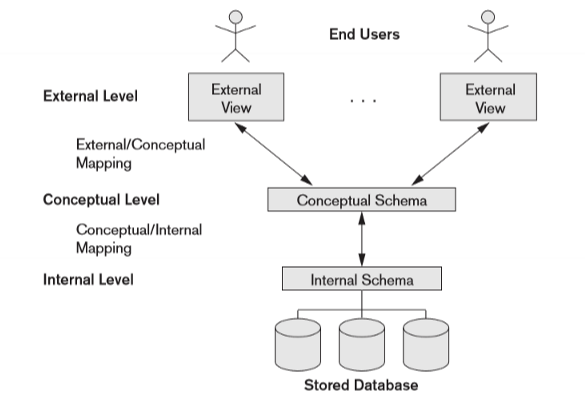 End Users
External Level
External
View
. . .
External
View
External/Conceptual
Mapping
Conceptual Level
Conceptual Schema
Conceptual/Internal
Mapping
Internal Level
Internal Schema
Stored Database